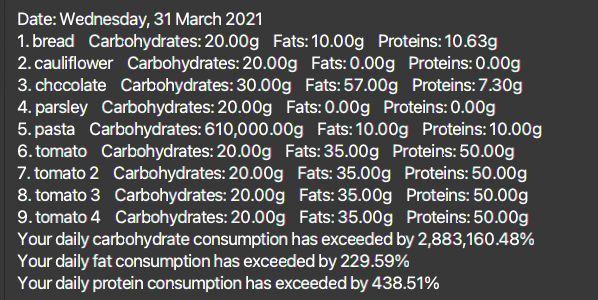 Date: Wednesday, 31 March 2021
1. bread Carbohydrates: 20.00g Fats: 10.00g Proteins: 10.63g
2. cauliflower Carbohydrates: 20.00g Fats: 0.00g Proteins: 0.00g
3. chccolate Carbohydrates: 30.00g Fats: 57.00g Proteins: 7.30g
4. parsley Carbohydrates: 20.00g Fats: 0.00g Proteins: 0.00g
5. pasta Carbohydrates: 610,000.00g Fats: 10.00g Proteins: 10.00g
6. tomato Carbohydrates: 20.00g Fats: 35.00g Proteins: 50.00g
7. tomato 2 Carbohydrates: 20.00g Fats: 35.00g Proteins: 50.00g
8. tomato 3 Carbohydrates: 20.00g Fats: 35.00g Proteins: 50.00g
9. tomato 4 Carbohydrates: 20.00g Fats: 35.00g Proteins: 50.00g
Your daily carbohydrate consumption has exceeded by 2,883,160.48%
Your daily fat consumption has exceeded by 229.59%
Your daily protein consumption has exceeded by 438.51%